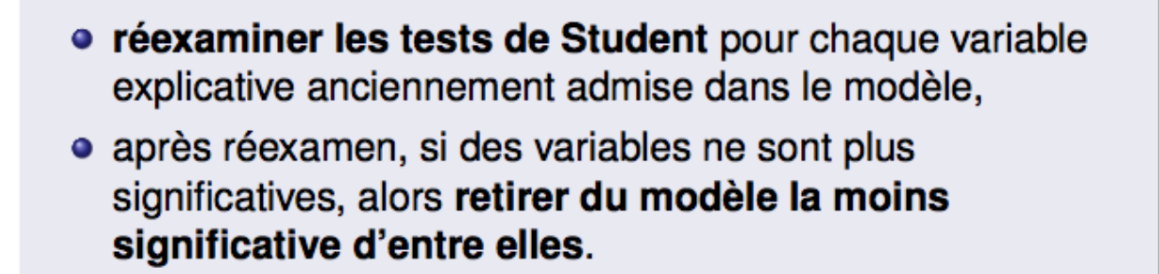 réexaminer les tests de Student pour chaque variable
explicative anciennement admise dans le modèle,
après réexamen, si des variables ne sont plus
significatives, alors retirer du modèle la moins
significative d'entre elles.